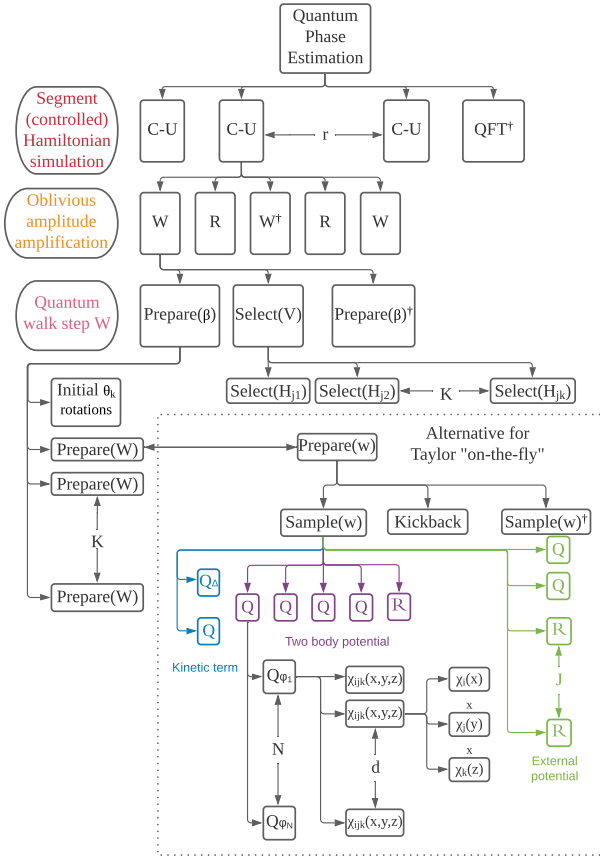 Quantum
Phase
Estimation
Segment
(controlled)
Hamiltonian
simulation
C-U
C-U
r
C-U
QFT†
Oblivious
amplitude
amplification
W
R
W†
R
W
Quantum
walk step W
Prepare(β)
Select(V)
Prepare(β)†
Initial θk
rotations
Select(Hj1)
Select(Hj2)
K
Select(Hjk)
Alternative for
Taylor "on-the-fly"
Prepare(W)
Prepare(w)
Prepare(W)
K
Prepare(W)
Sample(w)
Kickback
Sample(w)†
QΔ
Q
Kinetic term
Q
Q
Q
Q
R
Two body potential
Q
Q
R
J
R
External
potential
Qφ1
N
QφN
χijk(x,y,z)
χijk(x,y,z)
d
χijk(x,y,z)
χi(x)
x
χj(y)
x
χk(z)